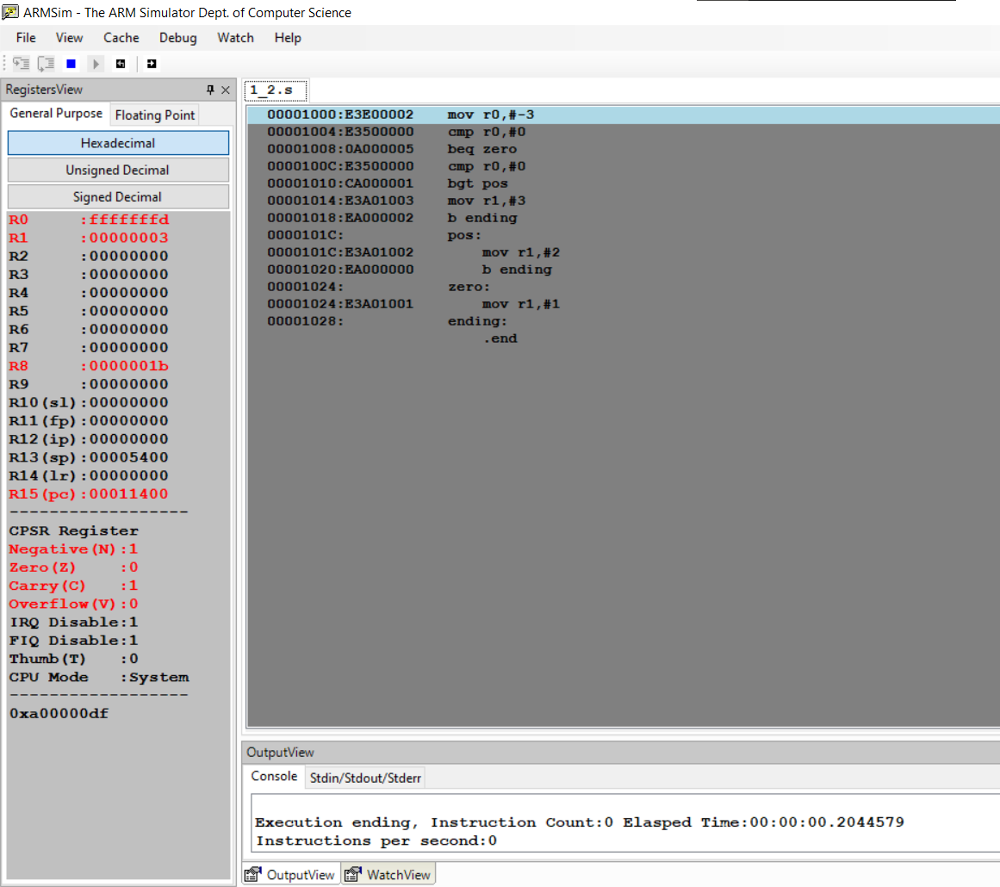 ARMSim - The ARM Simulator Dept. of Computer Science
File View Cache Debug Watch Help
RegistersView
General Purpose Floating Point
Hexadecimal
Unsigned Decimal
Signed Decimal
R0 :fffffffd
R1 :00000003
R2 :00000000
R3 :00000000
R4 :00000000
R5 :00000000
R6 :00000000
R7 :00000000
R8 :0000001b
R9 :00000000
R10(sl):00000000
R11(fp):00000000
R12(ip):00000000
R13(sp):00005400
R14(lr):00000000
R15(pc):00011400
------------------
CPSR Register
Negative(N):1
Zero(Z) :0
Carry(C) :1
Overflow(V):0
IRQ Disable:1
FIQ Disable:1
Thumb(T) :0
CPU Mode :System
------------------
0xa00000df
1_2.s
00001000:E3E00002 mov r0,#-3
00001004:E3500000 cmp r0,#0
00001008:0A000005 beq zero
0000100C:E3500000 cmp r0,#0
00001010:CA000001 bgt pos
00001014:E3A01003 mov r1,#3
00001018:EA000002 b ending
0000101C: pos:
0000101C:E3A01002 mov r1,#2
00001020:EA000000 b ending
00001024: zero:
00001024:E3A01001 mov r1,#1
00001028: ending:
.end
OutputView
Console Stdin/Stdout/Stderr
Execution ending, Instruction Count:0 Elasped Time:00:00:00.2044579
Instructions per second:0
OutputView WatchView